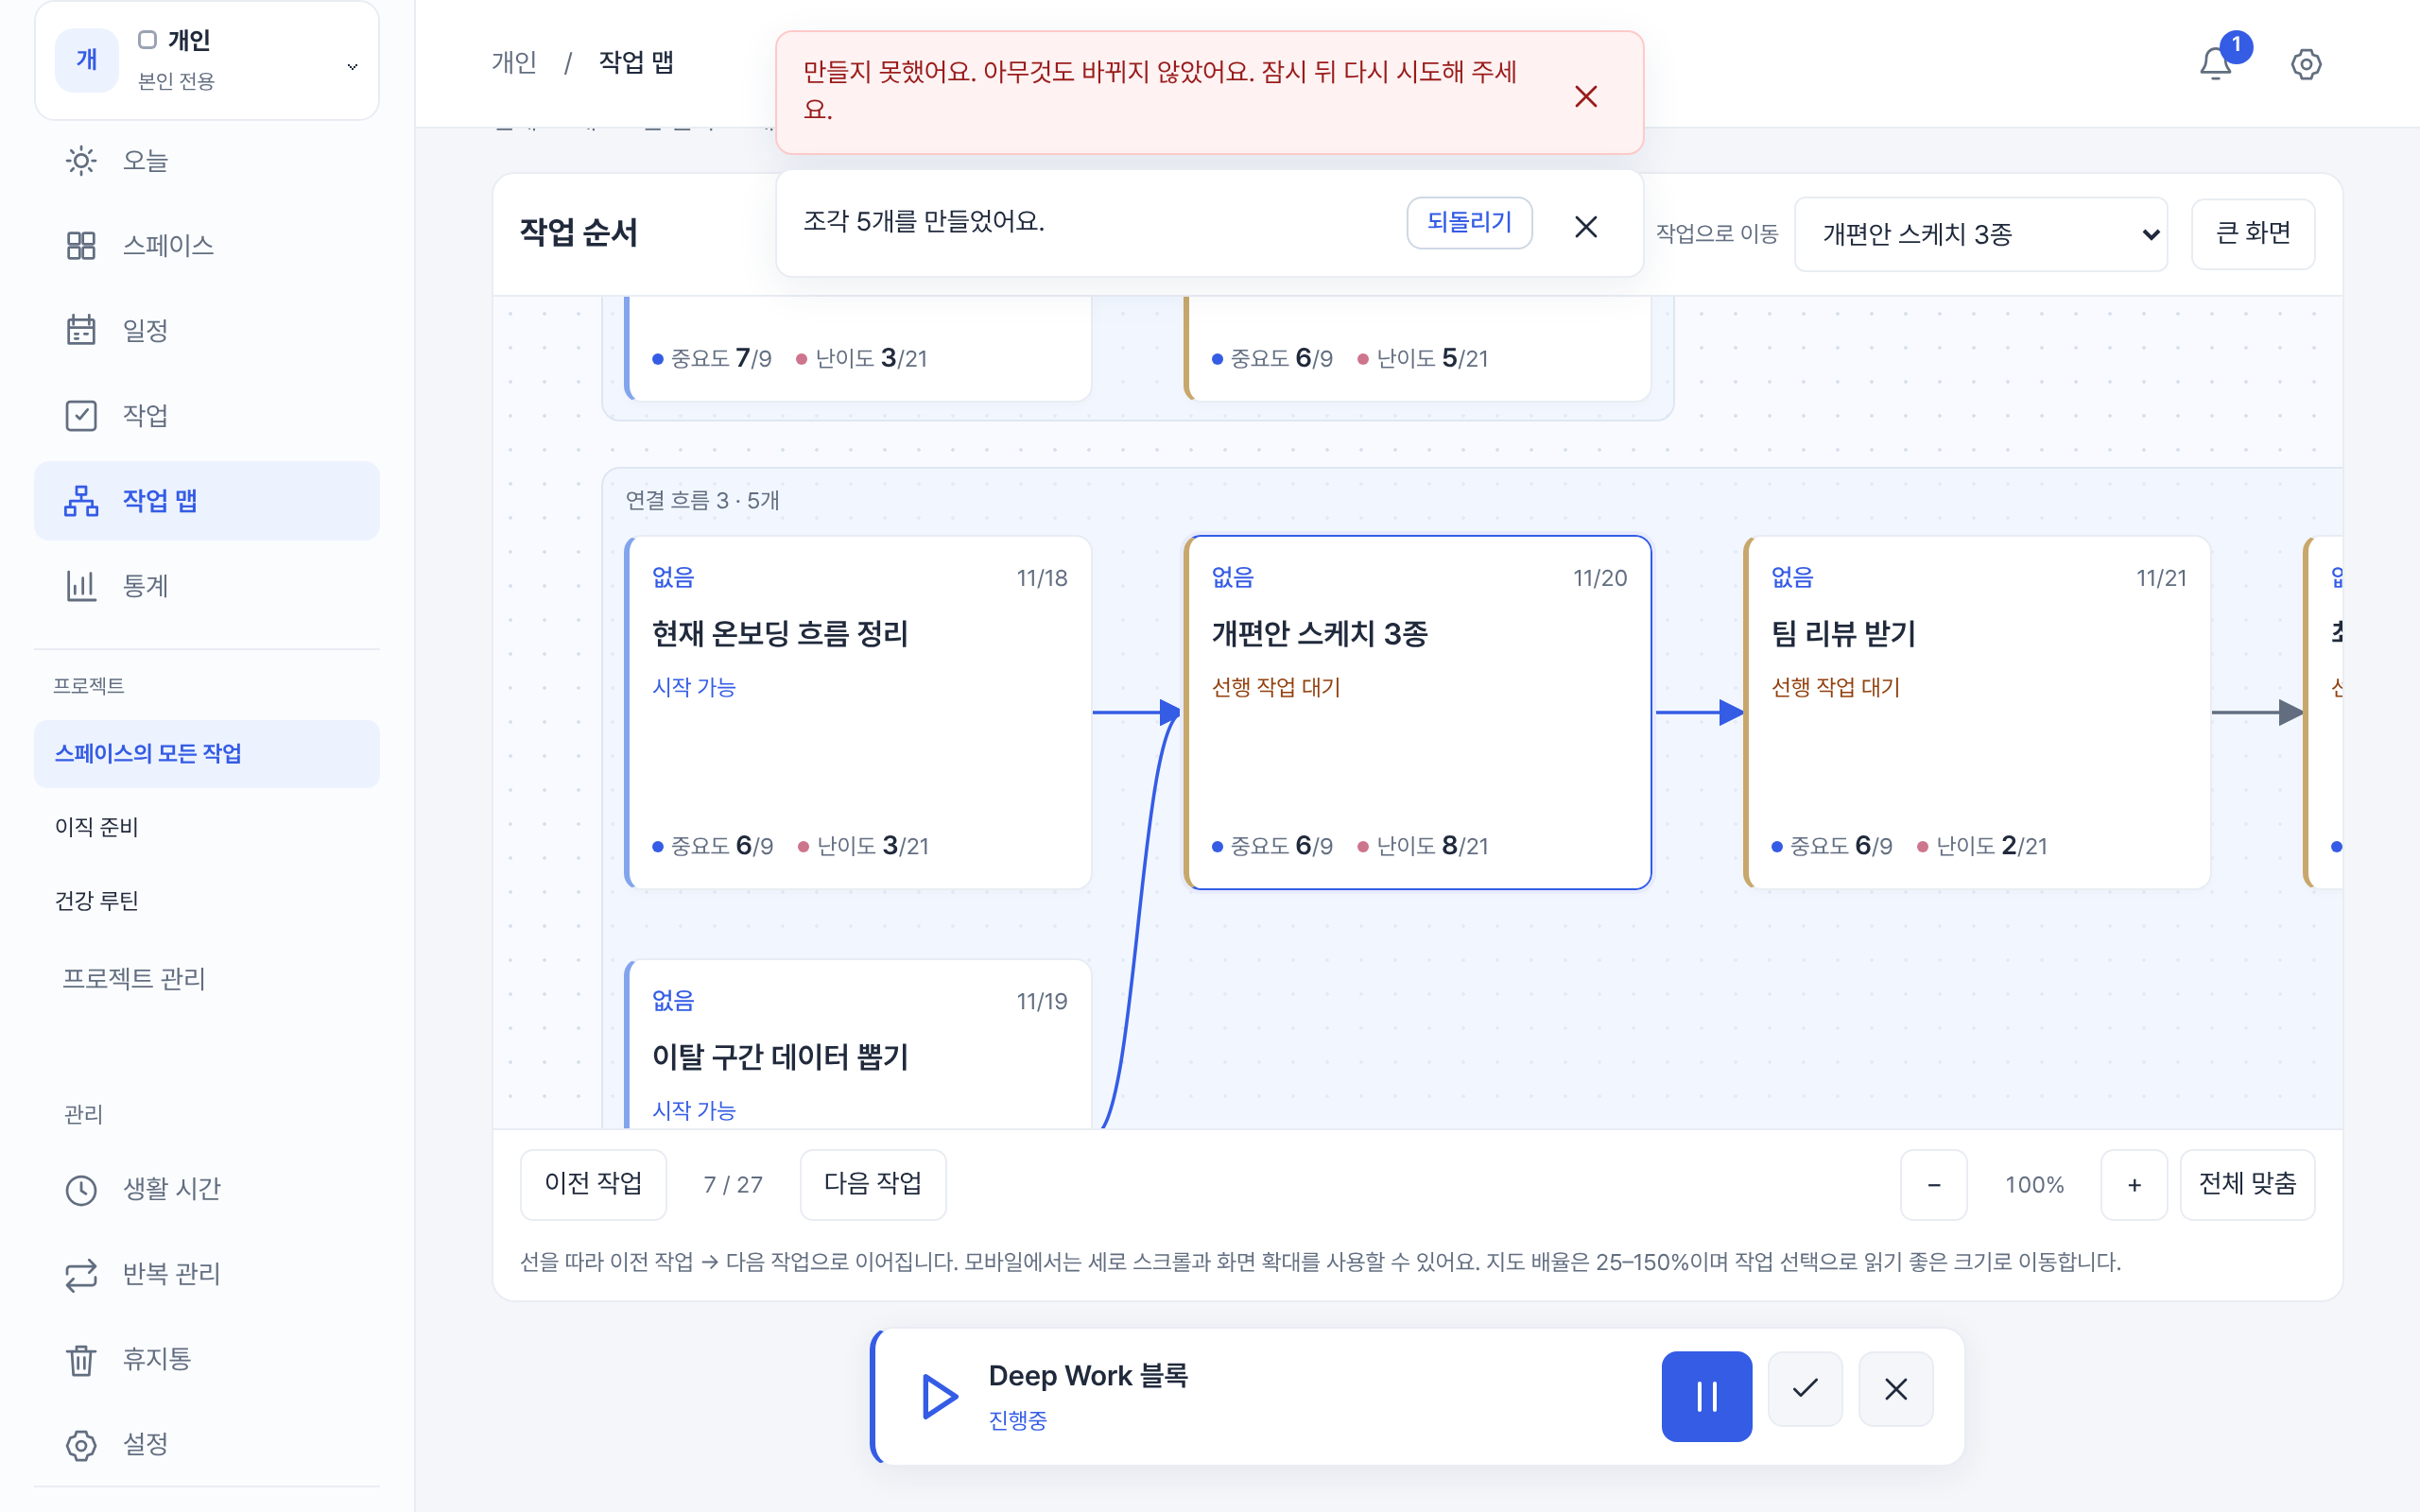 개
개인
본인 전용
오늘
스페이스
일정
작업
작업 맵
통계
프로젝트
스페이스의 모든 작업
이직 준비
건강 루틴
프로젝트 관리
관리
생활 시간
반복 관리
휴지통
설정
개인 / 작업 맵
1
만들지 못했어요. 아무것도 바뀌지 않았어요. 잠시 뒤 다시 시도해 주세
요.
조각 5개를 만들었어요.
되돌리기
작업 순서
작업으로 이동
개편안 스케치 3종
큰 화면
중요도 7/9 난이도 3/21
중요도 6/9 난이도 5/21
연결 흐름 3 · 5개
없음 11/18
현재 온보딩 흐름 정리
시작 가능
중요도 6/9 난이도 3/21
없음 11/20
개편안 스케치 3종
선행 작업 대기
중요도 6/9 난이도 8/21
없음 11/21
팀 리뷰 받기
선행 작업 대기
중요도 6/9 난이도 2/21
없음 11/19
이탈 구간 데이터 뽑기
시작 가능
이전 작업
7 / 27
다음 작업
−
100%
+
전체 맞춤
선을 따라 이전 작업 → 다음 작업으로 이어집니다. 모바일에서는 세로 스크롤과 화면 확대를 사용할 수 있어요. 지도 배율은 25–150%이며 작업 선택으로 읽기 좋은 크기로 이동합니다.
Deep Work 블록
진행중